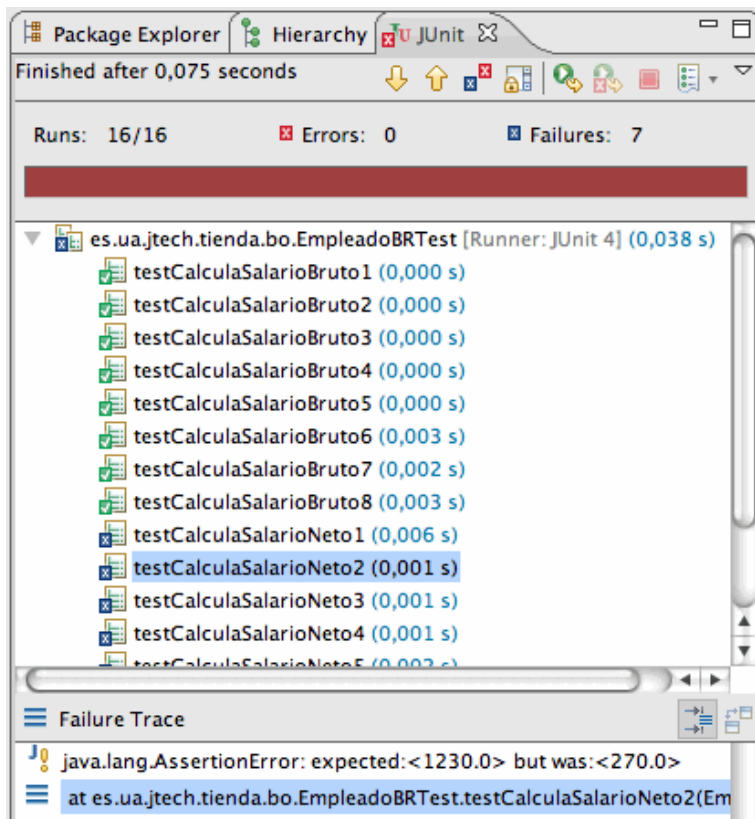 Package Explorer Hierarchy JUnit
Finished after 0,075 seconds
Runs: 16/16 Errors: 0 Failures: 7
es.ua.jtech.tienda.bo.EmpleadoBRTest [Runner: JUnit 4] (0,038 s)
testCalculaSalarioBruto1 (0,000 s)
testCalculaSalarioBruto2 (0,000 s)
testCalculaSalarioBruto3 (0,000 s)
testCalculaSalarioBruto4 (0,000 s)
testCalculaSalarioBruto5 (0,000 s)
testCalculaSalarioBruto6 (0,003 s)
testCalculaSalarioBruto7 (0,002 s)
testCalculaSalarioBruto8 (0,003 s)
testCalculaSalarioNeto1 (0,006 s)
testCalculaSalarioNeto2 (0,001 s)
testCalculaSalarioNeto3 (0,001 s)
testCalculaSalarioNeto4 (0,001 s)
testCalculaSalarioNeto5 (0,002 s)
Failure Trace
java.lang.AssertionError: expected:<1230.0> but was:<270.0>
at es.ua.jtech.tienda.bo.EmpleadoBRTest.testCalculaSalarioNeto2(Em